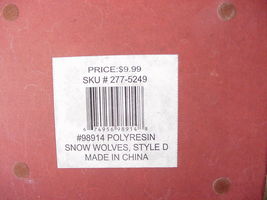 PRICE:$9.99
SKU # 277-5249
#98914 POLYRESIN
SNOW WOLVES, STYLE D
MADE IN CHINA